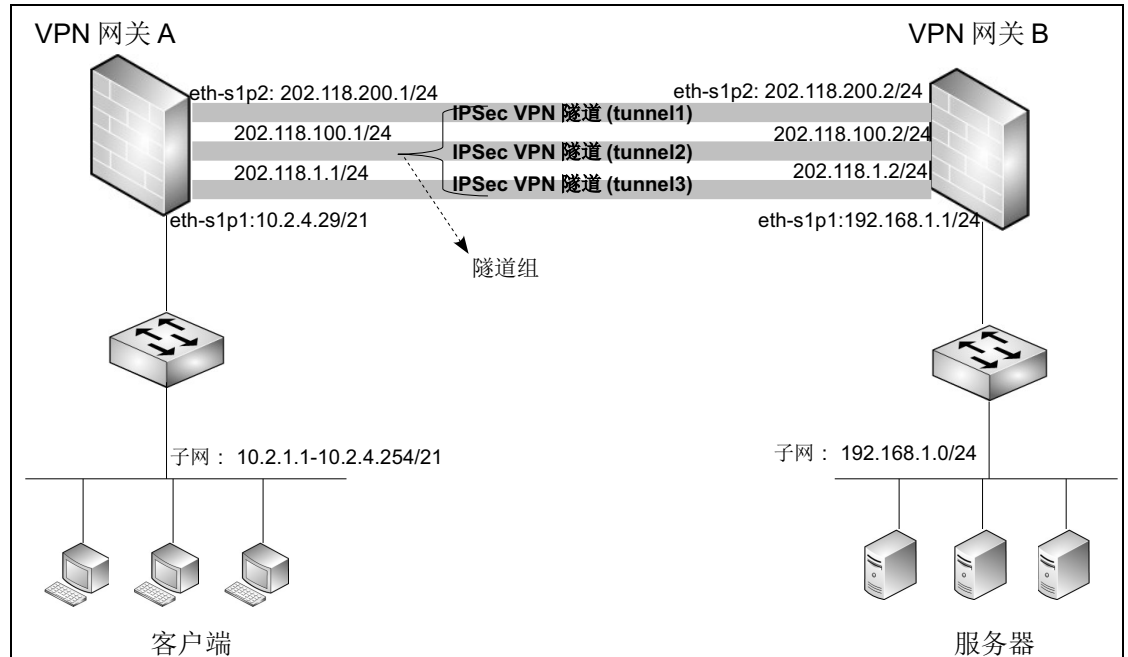 VPN 网关 A
VPN 网关 B
eth-s1p2: 202.118.200.1/24
eth-s1p2: 202.118.200.2/24
IPSec VPN 隧道 (tunnel1)
202.118.100.1/24
202.118.100.2/24
IPSec VPN 隧道 (tunnel2)
202.118.1.1/24
202.118.1.2/24
IPSec VPN 隧道 (tunnel3)
eth-s1p1:10.2.4.29/21
eth-s1p1:192.168.1.1/24
隧道组
子网： 10.2.1.1-10.2.4.254/21
子网： 192.168.1.0/24
客户端
服务器